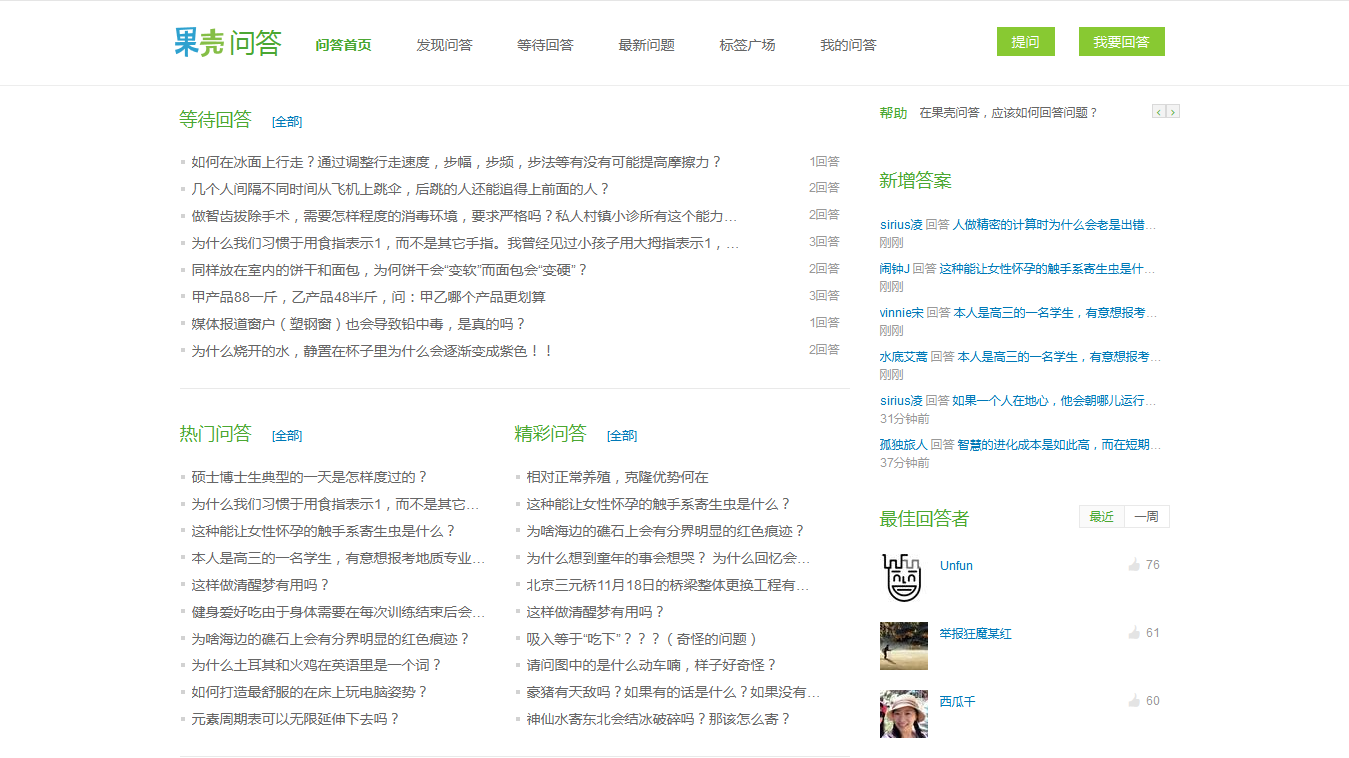 果壳问答 问答首页 发现问答 等待回答 最新问题 标签广场 我的问答 提问 我要回答
等待回答 [全部]
如何在冰面上行走？通过调整行走速度，步幅，步频，步法等有没有可能提高摩擦力？ 1回答
几个人间隔不同时间从飞机上跳伞，后跳的人还能追得上前面的人？ 2回答
做智齿拔除手术，需要怎样程度的消毒环境，要求严格吗？私人村镇小诊所有这个能力… 2回答
为什么我们习惯于用食指表示1，而不是其它手指。我曾经见过小孩子用大拇指表示1，… 3回答
同样放在室内的饼干和面包，为何饼干会“变软”而面包会“变硬”？ 2回答
甲产品88一斤，乙产品48半斤，问：甲乙哪个产品更划算 3回答
媒体报道窗户（塑钢窗）也会导致铅中毒，是真的吗？ 1回答
为什么烧开的水，静置在杯子里为什么会逐渐变成紫色！！ 2回答
热门问答 [全部]
硕士博士生典型的一天是怎样度过的？
为什么我们习惯于用食指表示1，而不是其它…
这种能让女性怀孕的触手系寄生虫是什么？
本人是高三的一名学生，有意想报考地质专业…
这样做清醒梦有用吗？
健身爱好吃由于身体需要在每次训练结束后会…
为啥海边的礁石上会有分界明显的红色痕迹？
为什么土耳其和火鸡在英语里是一个词？
如何打造最舒服的在床上玩电脑姿势？
元素周期表可以无限延伸下去吗？
精彩问答 [全部]
相对正常养殖，克隆优势何在
这种能让女性怀孕的触手系寄生虫是什么？
为啥海边的礁石上会有分界明显的红色痕迹？
为什么想到童年的事会想哭？ 为什么回忆会…
北京三元桥11月18日的桥梁整体更换工程有…
这样做清醒梦有用吗？
吸入等于“吃下”？？？（奇怪的问题）
请问图中的是什么动车喃，样子好奇怪？
豪猪有天敌吗？如果有的话是什么？如果没有…
神仙水寄东北会结冰破碎吗？那该怎么寄？
帮助 在果壳问答，应该如何回答问题？
新增答案
sirius凌 回答 人做精密的计算时为什么会老是出错…
刚刚
闹钟J 回答 这种能让女性怀孕的触手系寄生虫是什…
刚刚
vinnie宋 回答 本人是高三的一名学生，有意想报考…
刚刚
水底艾蒿 回答 本人是高三的一名学生，有意想报考…
刚刚
sirius凌 回答 如果一个人在地心，他会朝哪儿运行…
31分钟前
孤独旅人 回答 智慧的进化成本是如此高，而在短期…
37分钟前
最佳回答者 最近 一周
Unfun 76
举报狂魔某红 61
西瓜千 60